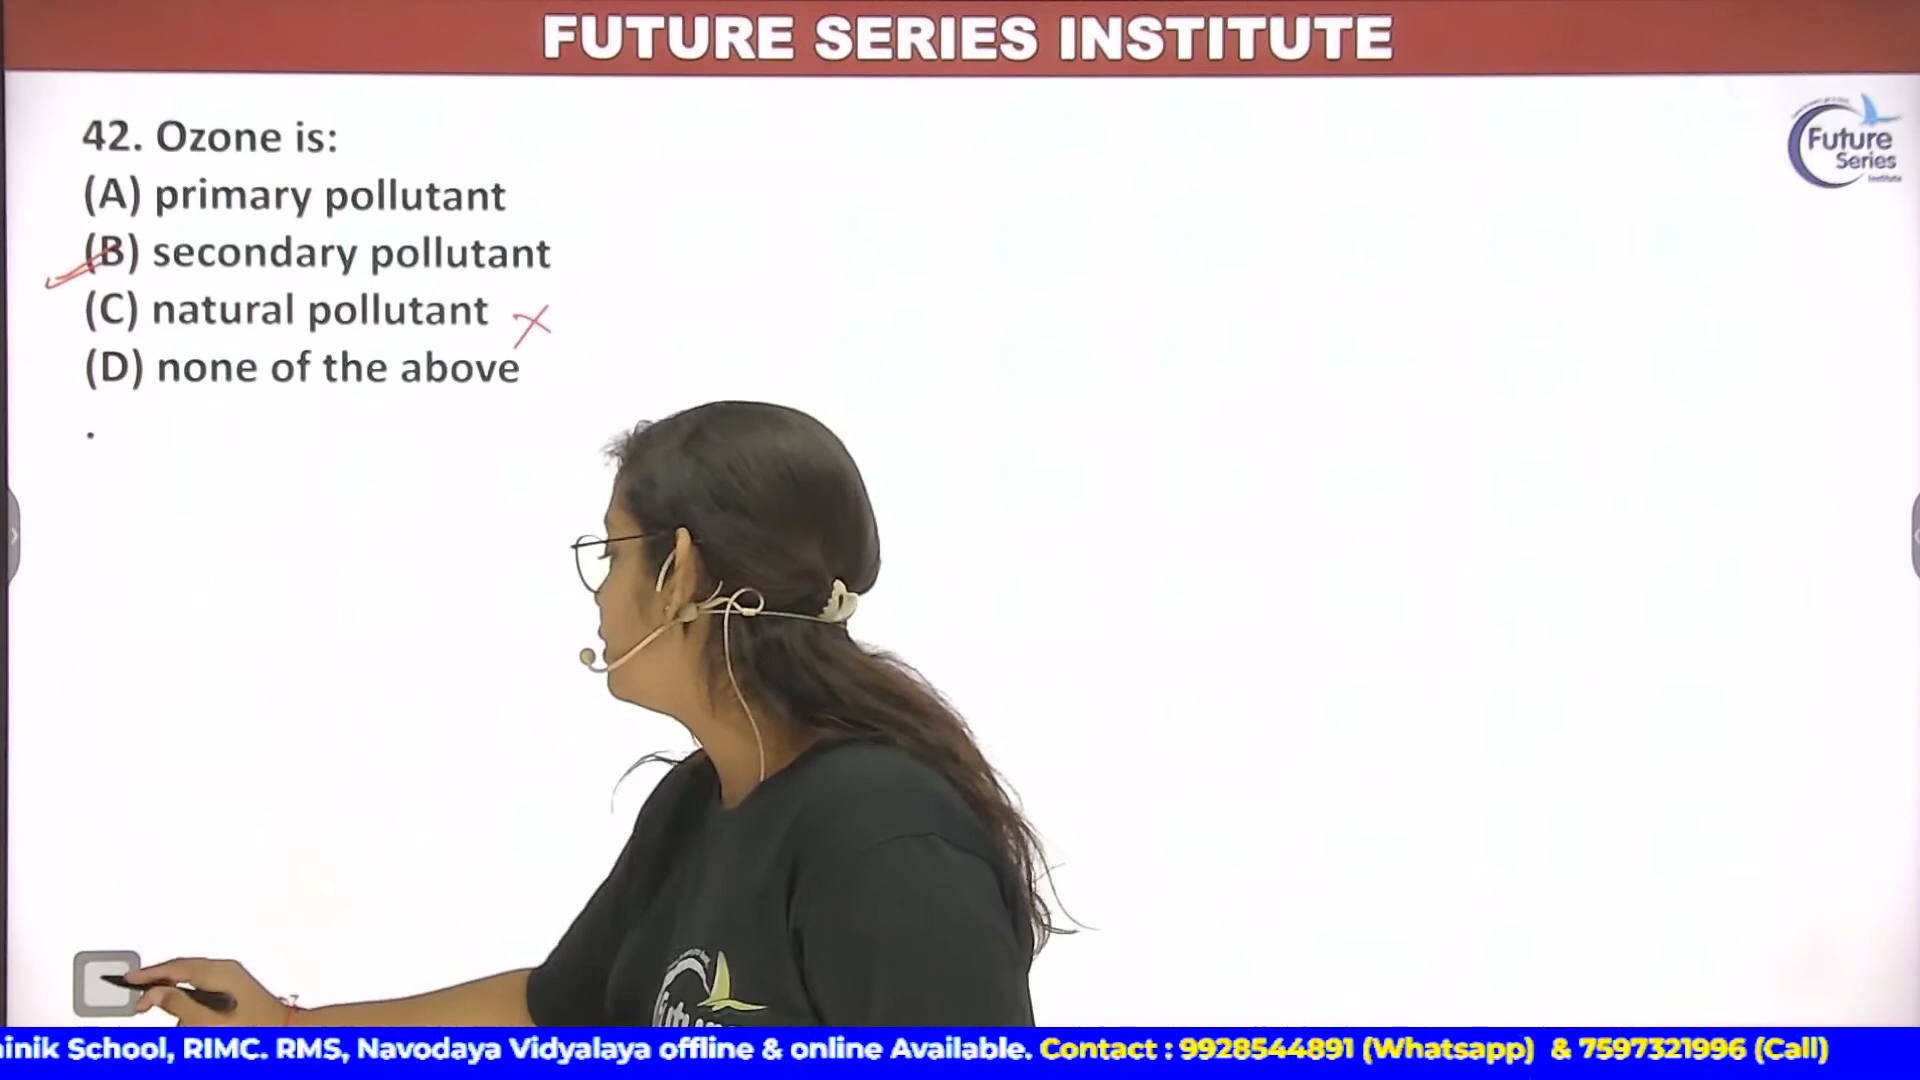 FUTURE SERIES INSTITUTE
Future
Series
Institute
42. Ozone is:
(A) primary pollutant
(B) secondary pollutant
(C) natural pollutant
(D) none of the above
.
School, RIMC. RMS, Navodaya Vidyalaya offline & online Available. Contact : 9928544891 (Whatsapp) & 7597321996 (Call)